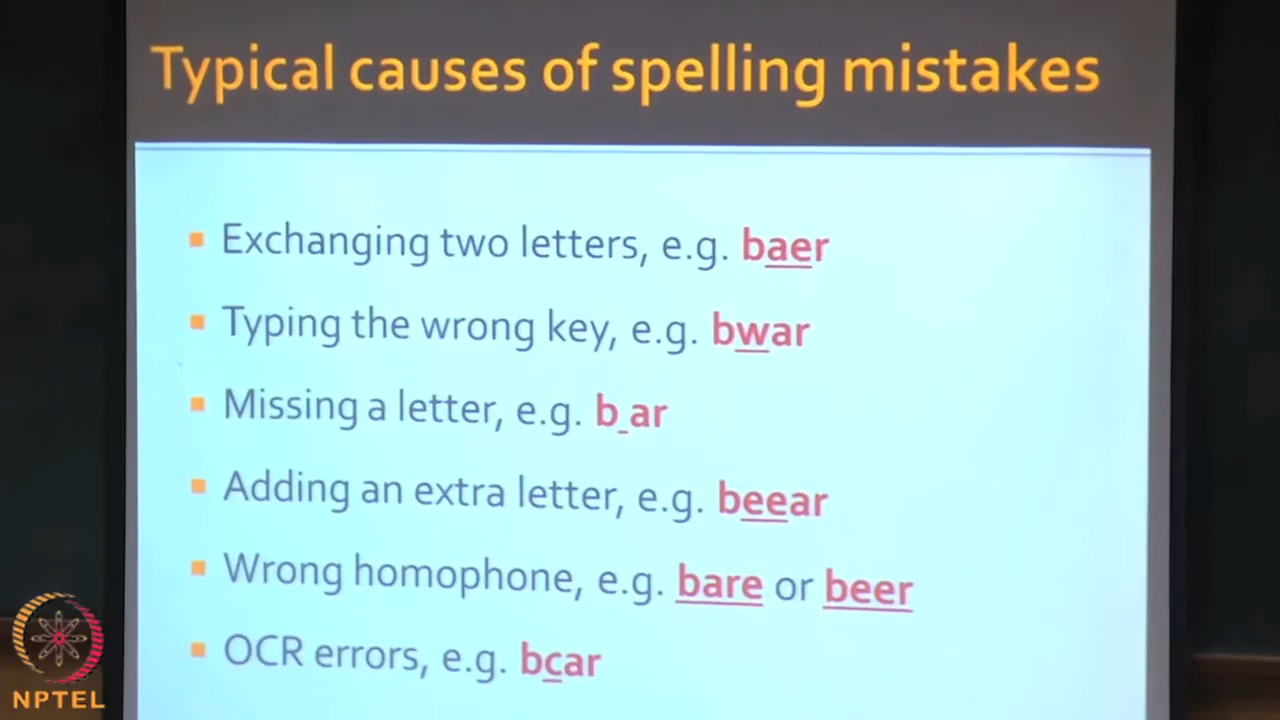 Typical causes of spelling mistakes
Exchanging two letters, e.g. baer
Typing the wrong key, e.g. bwar
Missing a letter, e.g. b_ar
Adding an extra letter, e.g. beear
Wrong homophone, e.g. bare or beer
OCR errors, e.g. bcar
NPTEL